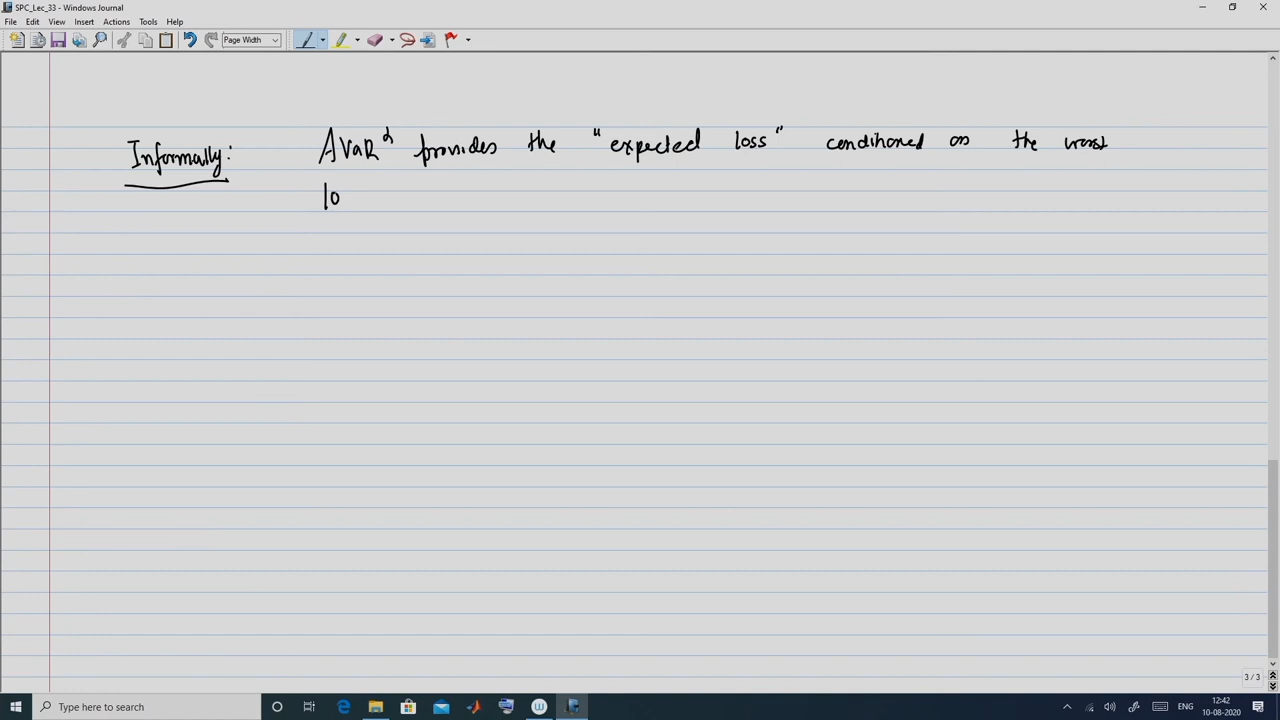 SPC_Lec_33 - Windows Journal
File Edit View Insert Actions Tools Help
Page Width
Informally: AVaR^α provides the "expected loss" conditioned on the worst
lo
3 / 3
Type here to search
ENG
12:42
10-08-2020